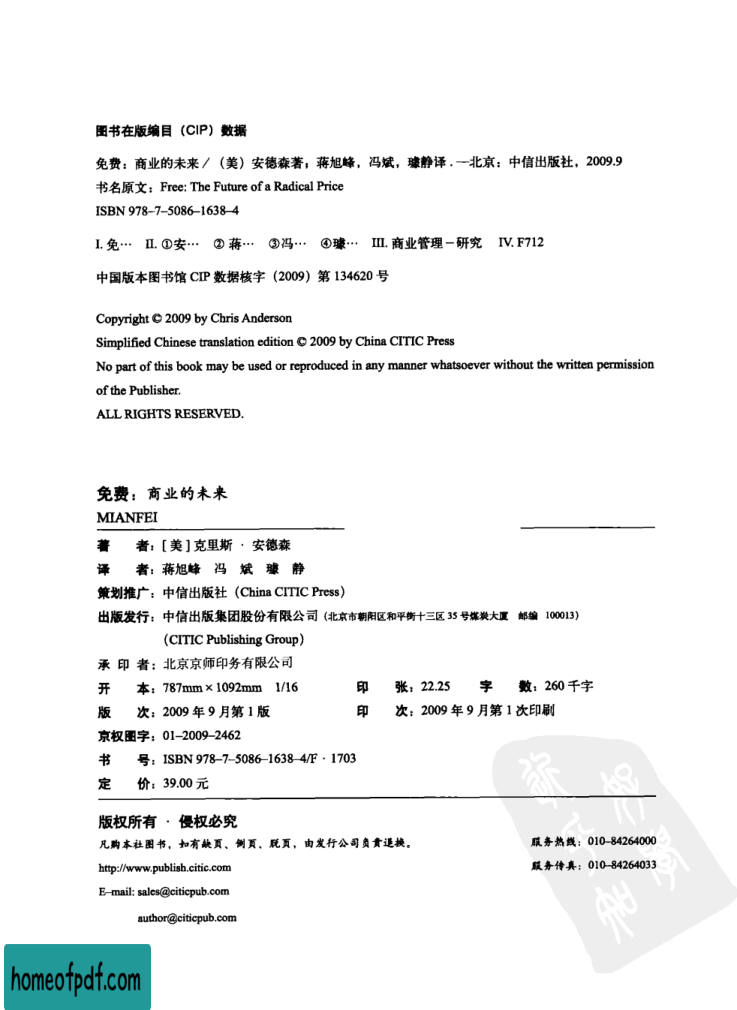 图书在版编目（CIP）数据
免费：商业的未来／（美）安德森著；蒋旭峰，冯斌，璩静译．—北京：中信出版社，2009.9
书名原文：Free: The Future of a Radical Price
ISBN 978–7–5086–1638–4
I. 免… II. ①安… ②蒋… ③冯… ④璩… III. 商业管理－研究 IV. F712
中国版本图书馆 CIP 数据核字（2009）第 134620 号
Copyright © 2009 by Chris Anderson
Simplified Chinese translation edition © 2009 by China CITIC Press
No part of this book may be used or reproduced in any manner whatsoever without the written permission
of the Publisher.
ALL RIGHTS RESERVED.
免费：商业的未来
MIANFEI
著 者：[美]克里斯·安德森
译 者：蒋旭峰 冯 斌 璩 静
策划推广：中信出版社（China CITIC Press）
出版发行：中信出版集团股份有限公司（北京市朝阳区和平街十三区 35 号煤炭大厦 邮编 100013）
（CITIC Publishing Group）
承 印 者：北京京师印务有限公司
开 本：787mm×1092mm 1/16 印 张：22.25 字 数：260 千字
版 次：2009 年 9 月第 1 版 印 次：2009 年 9 月第 1 次印刷
京权图字：01–2009–2462
书 号：ISBN 978–7–5086–1638–4/F·1703
定 价：39.00 元
版权所有·侵权必究
凡购本社图书，如有缺页、倒页、脱页，由发行公司负责退换。 服务热线：010–84264000
http://www.publish.citic.com 服务传真：010–84264033
E–mail: sales@citicpub.com
author@citicpub.com
homeofpdf.com